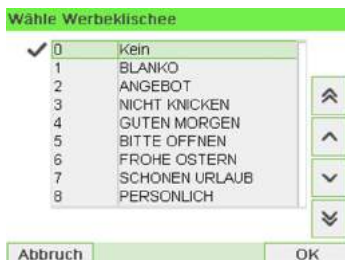 Wähle Werbeklischee
0 Kein
1 BLANKO
2 ANGEBOT
3 NICHT KNICKEN
4 GUTEN MORGEN
5 BITTE OFFNEN
6 FROHE OSTERN
7 SCHONEN URLAUB
8 PERSONLICH
Abbruch OK